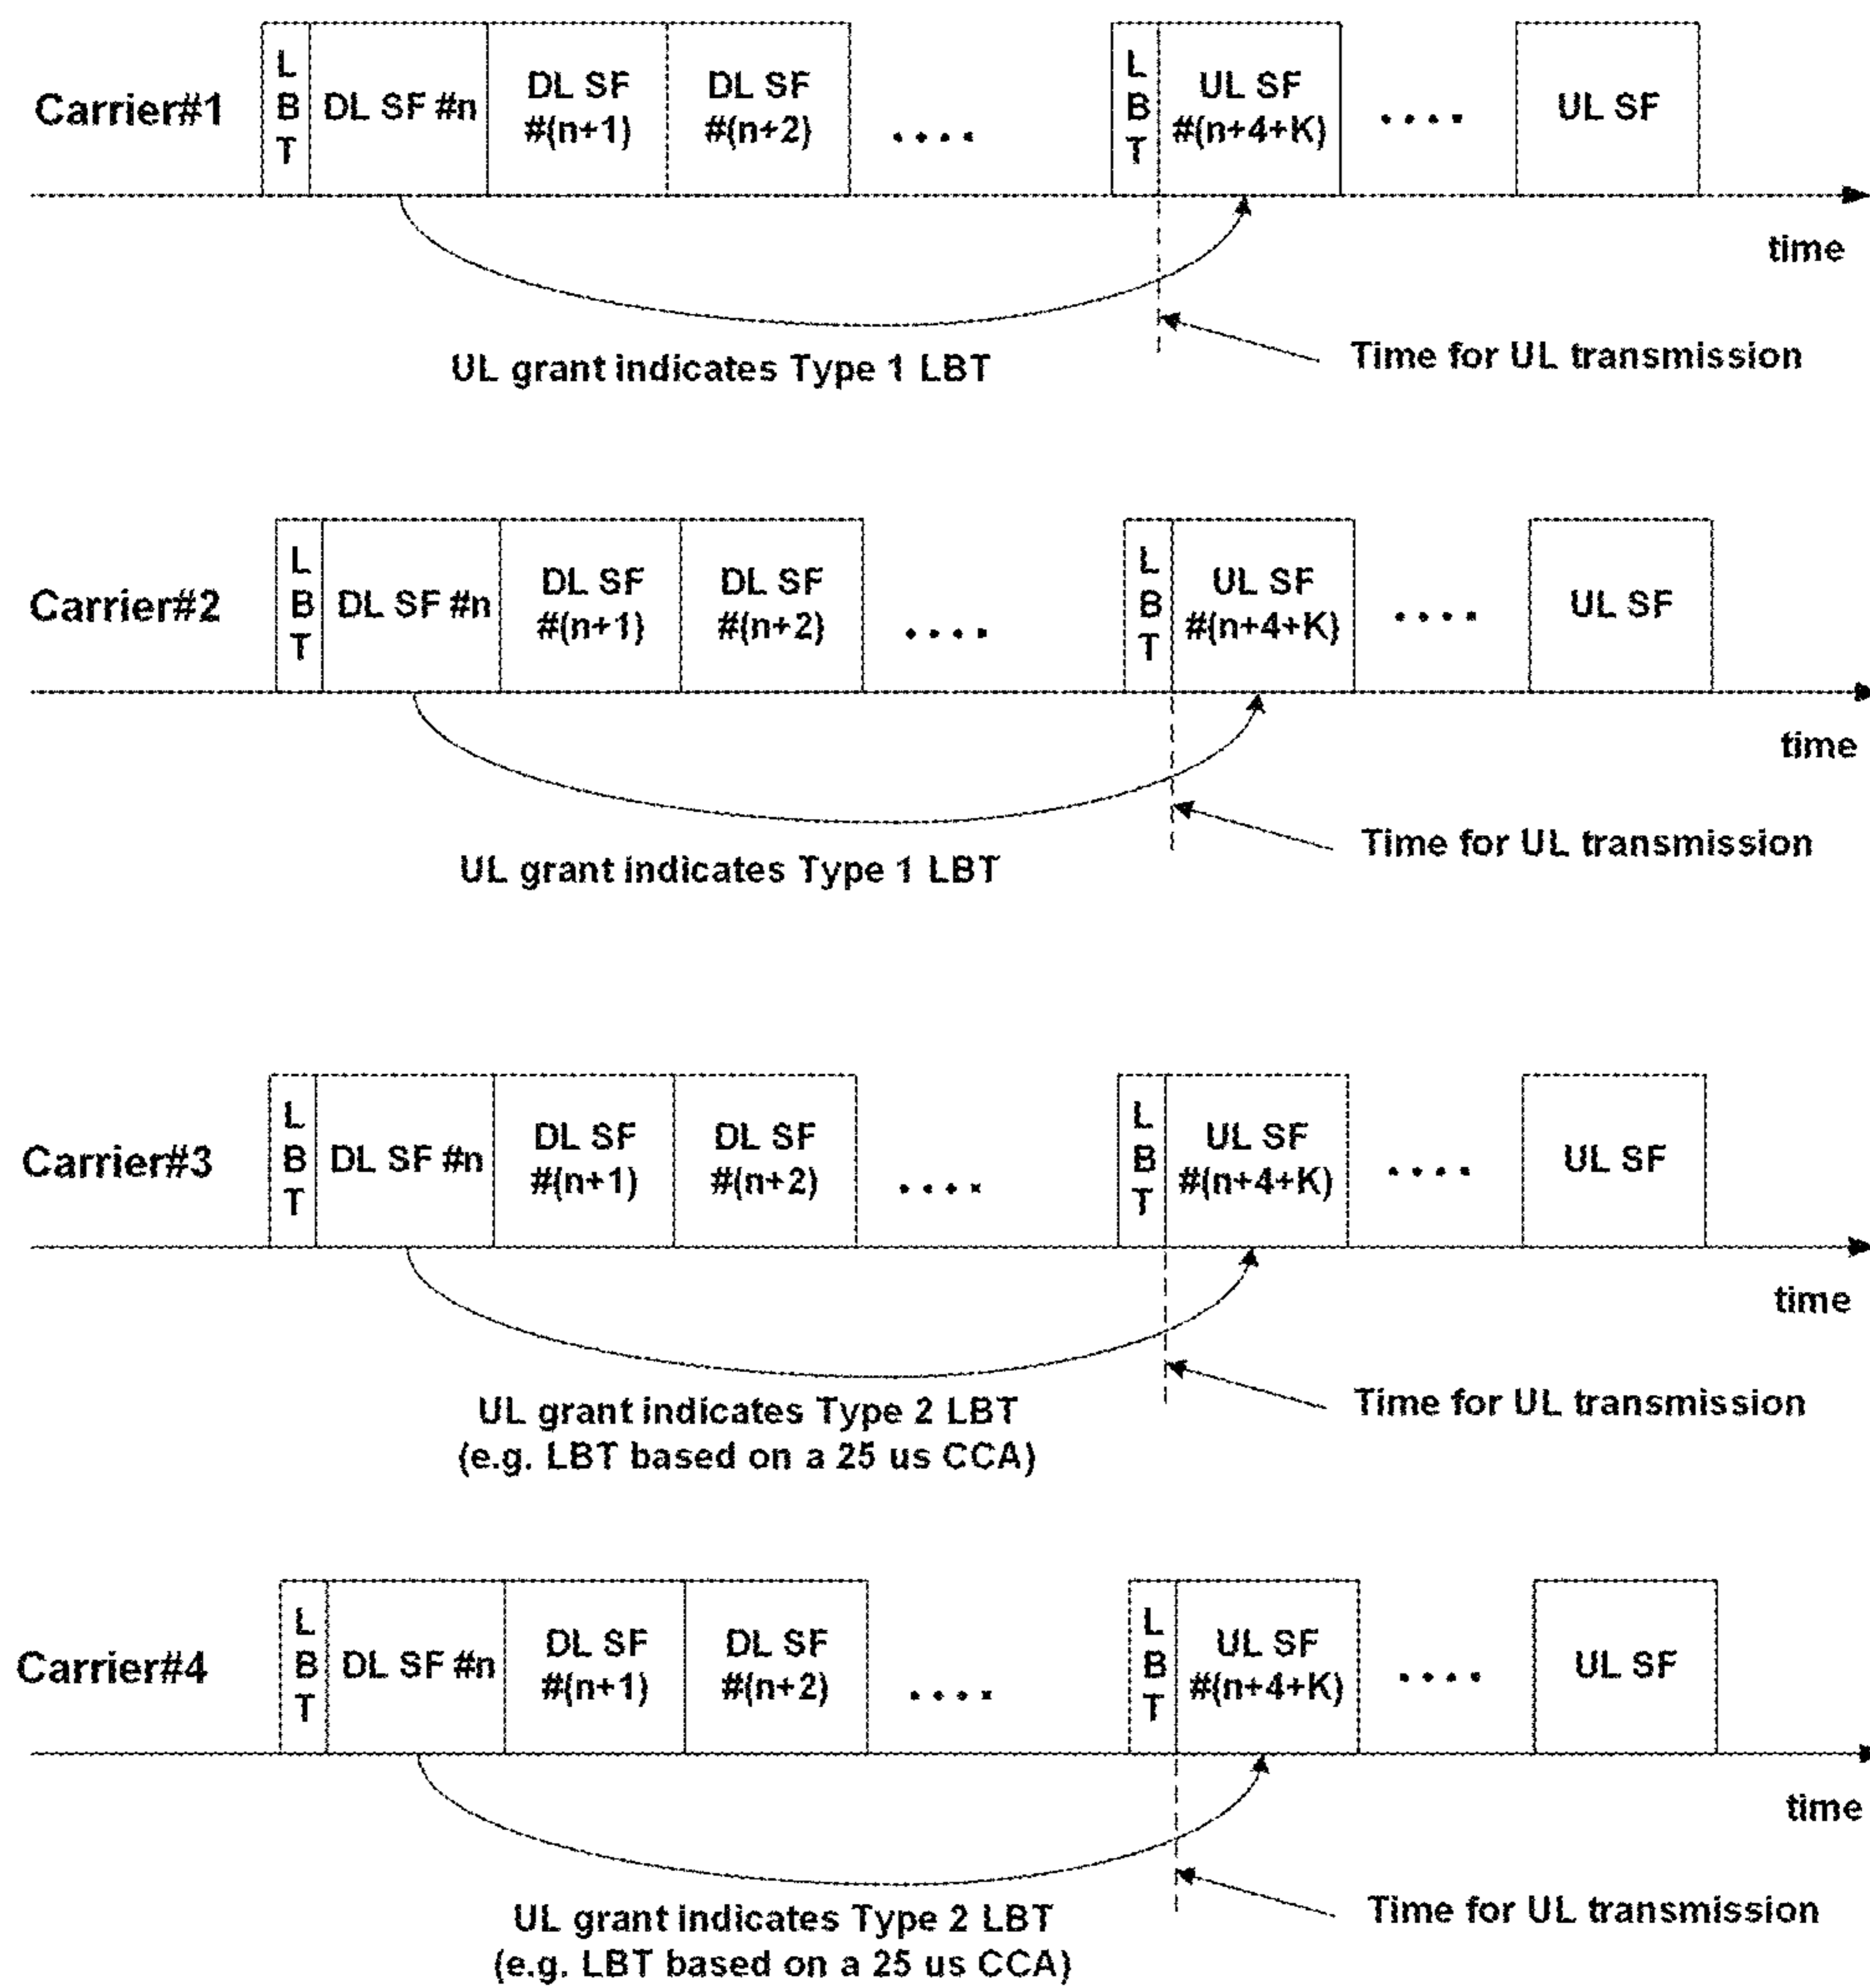 Carrier#1
L
B
T
DL SF #n
DL SF
#(n+1)
DL SF
#(n+2)
....
L
B
T
UL SF
#(n+4+K)
....
UL SF
time
UL grant indicates Type 1 LBT
Time for UL transmission
Carrier#2
L
B
T
DL SF #n
DL SF
#(n+1)
DL SF
#(n+2)
....
L
B
T
UL SF
#(n+4+K)
....
UL SF
time
UL grant indicates Type 1 LBT
Time for UL transmission
Carrier#3
L
B
T
DL SF #n
DL SF
#(n+1)
DL SF
#(n+2)
....
L
B
T
UL SF
#(n+4+K)
....
UL SF
time
UL grant indicates Type 2 LBT
(e.g. LBT based on a 25 us CCA)
Time for UL transmission
Carrier#4
L
B
T
DL SF #n
DL SF
#(n+1)
DL SF
#(n+2)
....
L
B
T
UL SF
#(n+4+K)
....
UL SF
time
UL grant indicates Type 2 LBT
(e.g. LBT based on a 25 us CCA)
Time for UL transmission